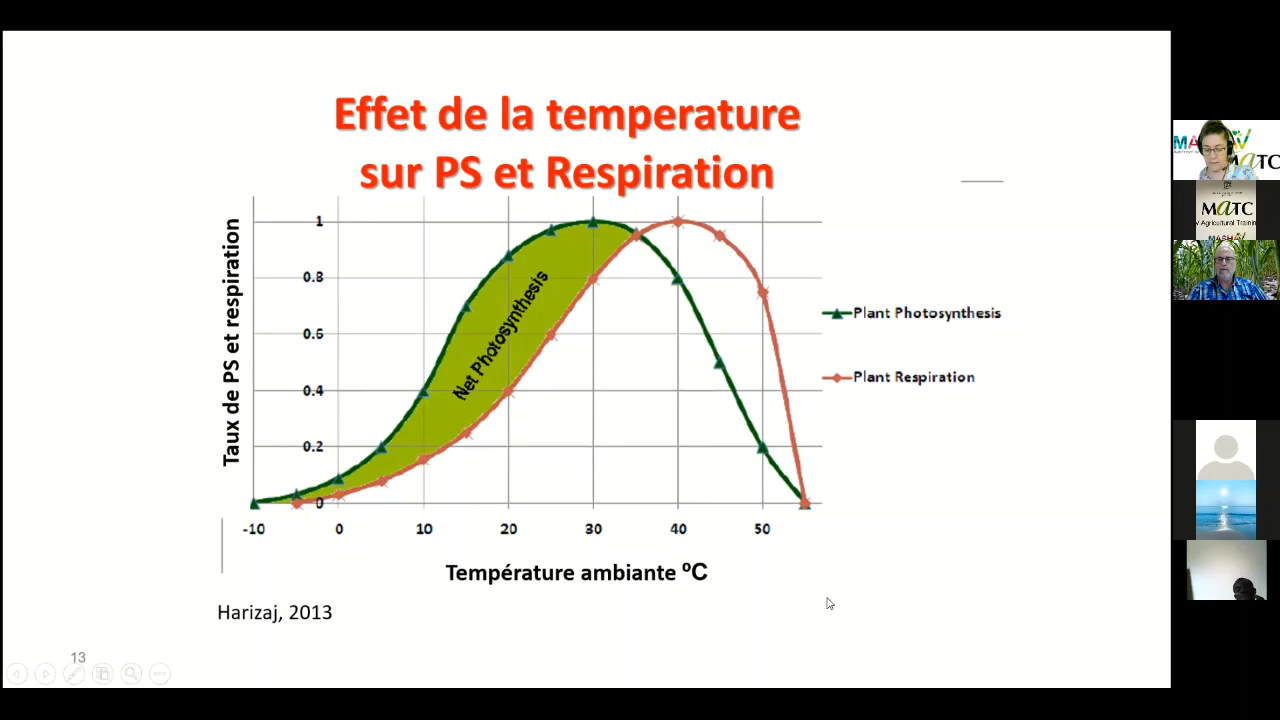 Effet de la temperature
sur PS et Respiration
Taux de PS et respiration
1
0.8
0.6
0.4
0.2
0
-10
0
10
20
30
40
50
Net Photosynthesis
Plant Photosynthesis
Plant Respiration
Température ambiante ºC
Harizaj, 2013
13
MATC
Agricultural Trainin